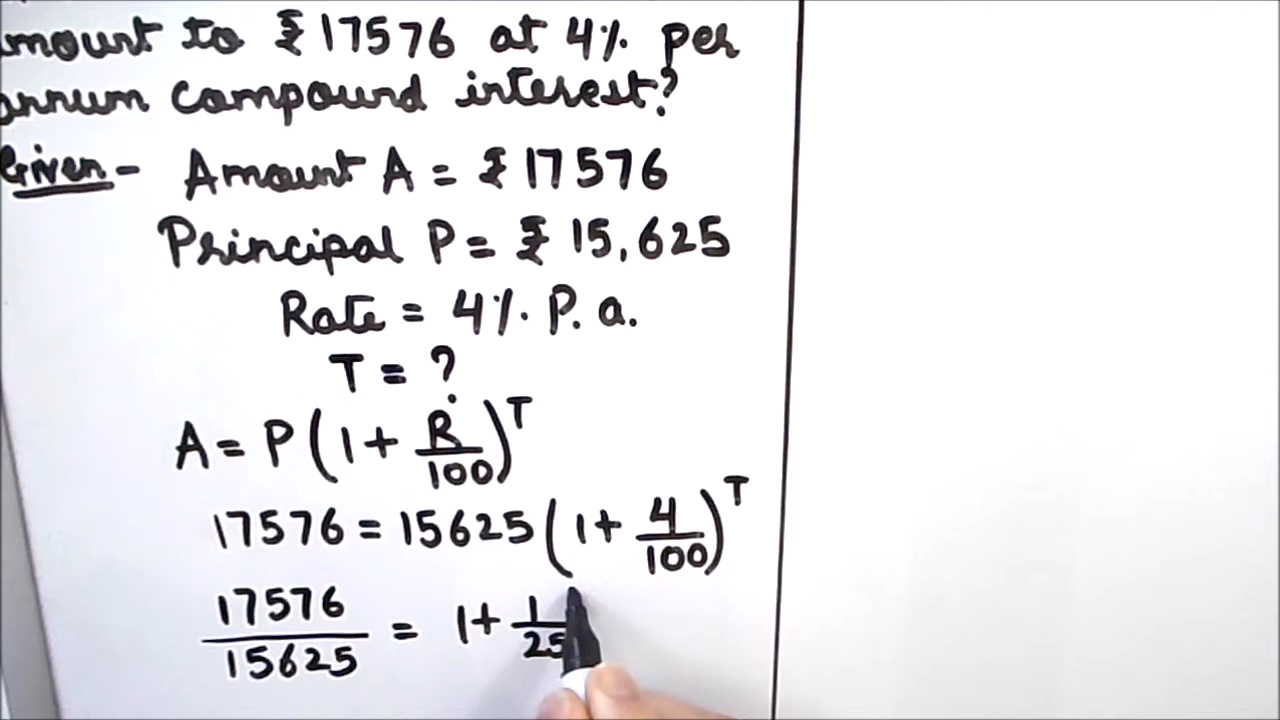 mount to ₹ 17576 at 4% per
annum compound interest?
Given - Amount A = ₹ 17576
Principal P = ₹ 15,625
Rate = 4% P. a.
T = ?
A = P(1 + R/100)^T
17576 = 15625(1 + 4/100)^T
17576/15625 = 1 + 1/25